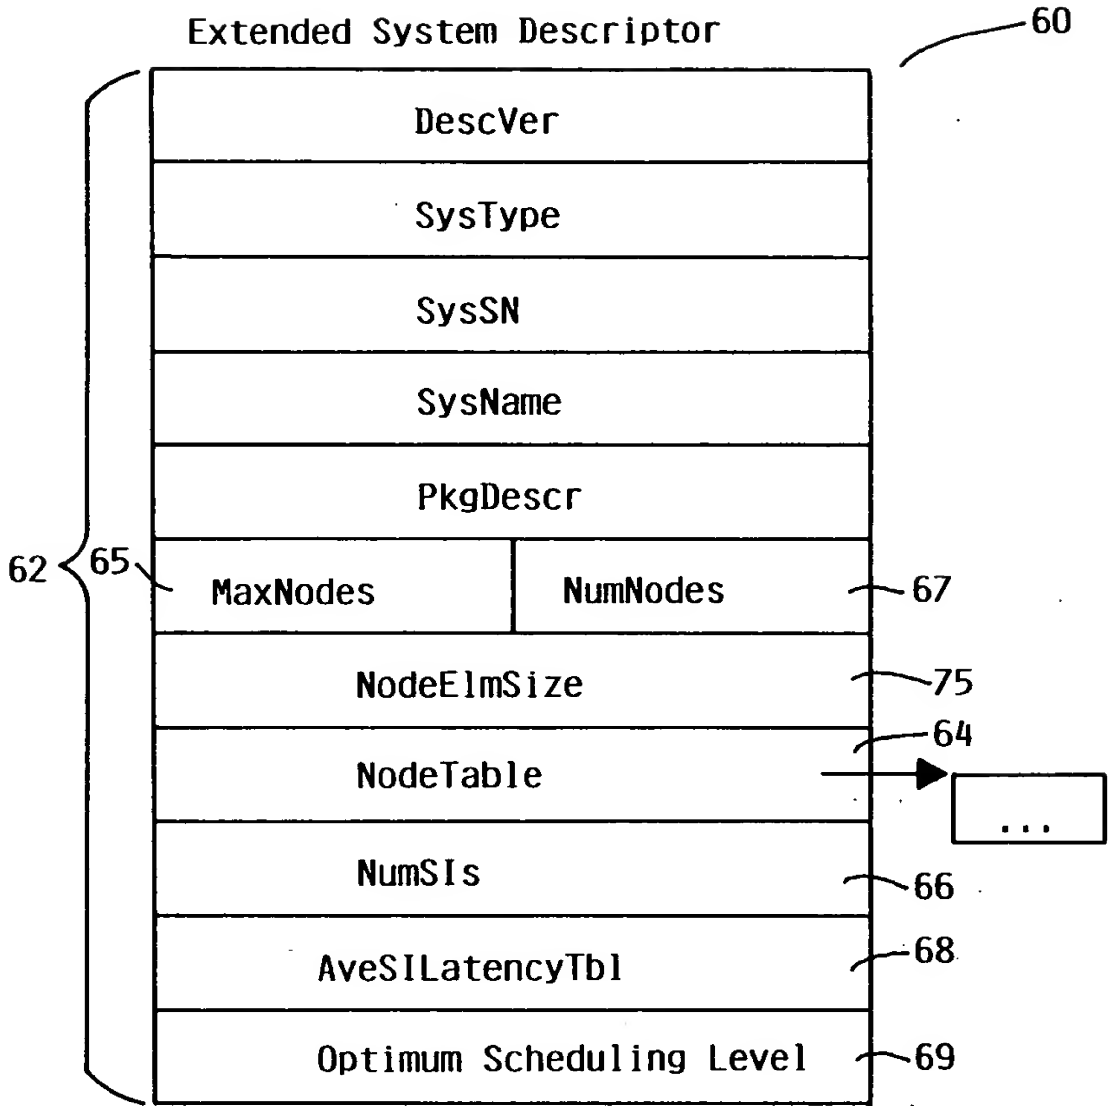 Extended System Descriptor
60
DescVer
SysType
SysSN
SysName
PkgDescr
62
65
MaxNodes
NumNodes
67
NodeElmSize
75
64
NodeTable
...
NumSIs
66
AveSILatencyTbl
68
Optimum Scheduling Level
69